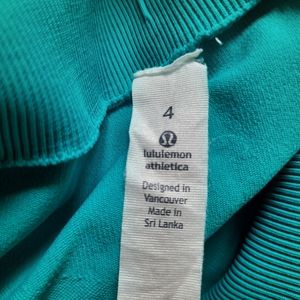 4
lululemon
athletica
Designed in
Vancouver
Made in
Sri Lanka